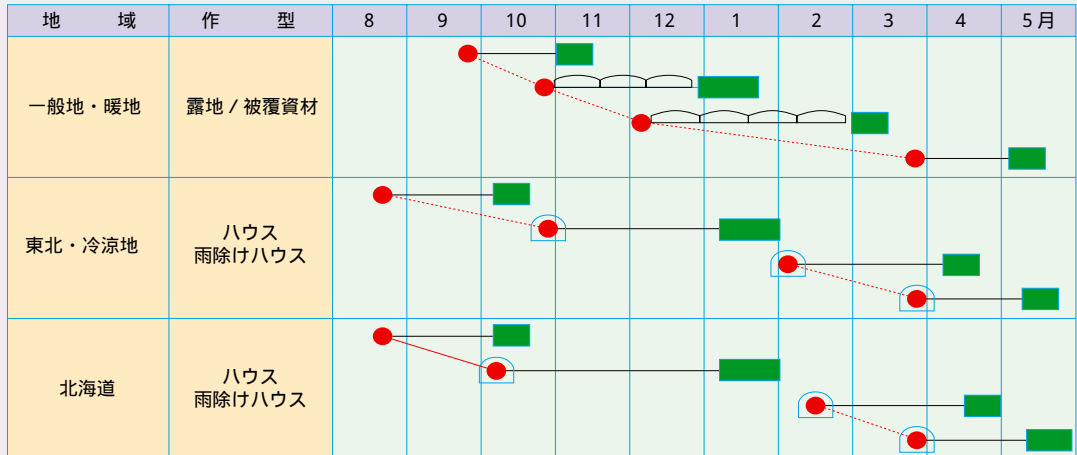 地 域 作 型 8 9 10 11 12 1 2 3 4 5月
一般地・暖地 露地/被覆資材
東北・冷涼地 ハウス
雨除けハウス
北海道 ハウス
雨除けハウス